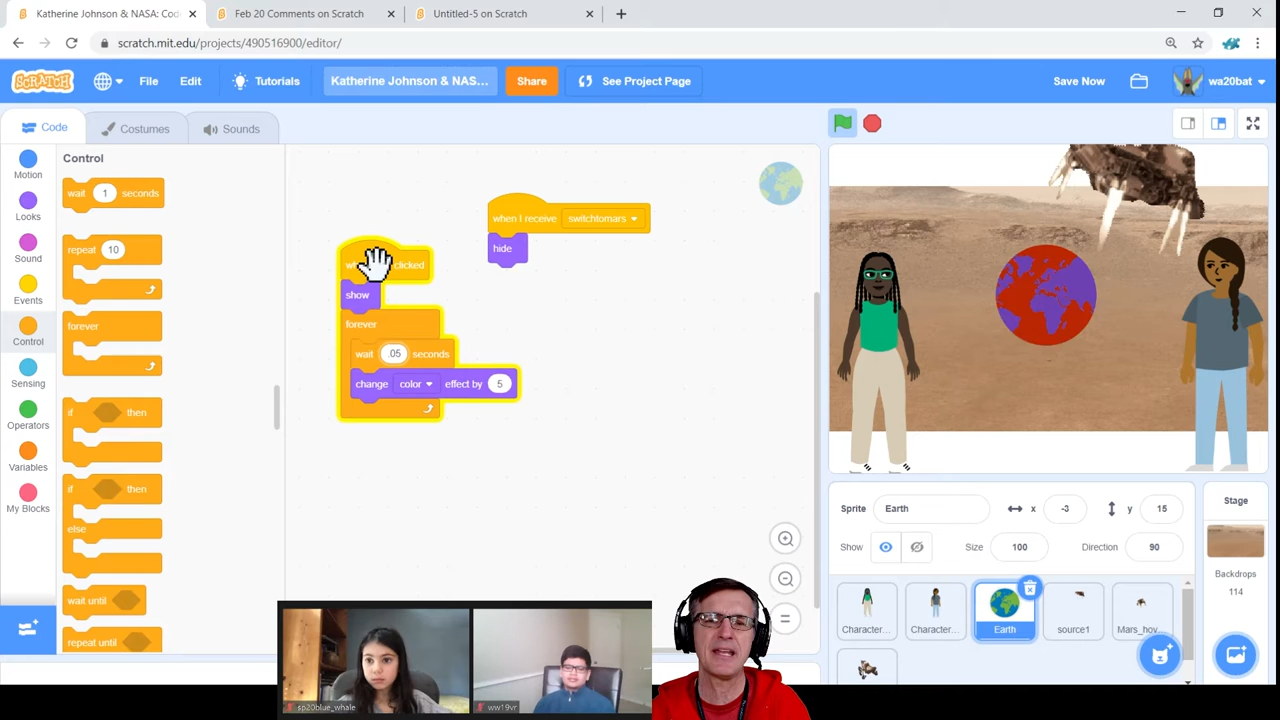 Katherine Johnson & NASA: Cod
Feb 20 Comments on Scratch
Untitled-5 on Scratch
scratch.mit.edu/projects/490516900/editor/
SCRATCH
File
Edit
Tutorials
Katherine Johnson & NAS...
Share
See Project Page
Save Now
wa20bat
Code
Costumes
Sounds
Motion
Looks
Sound
Events
Control
Sensing
Operators
Variables
My Blocks
Control
wait 1 seconds
repeat 10
forever
if then
if then
else
wait until
repeat until
when I receive switchtomars
hide
clicked
show
forever
wait .05 seconds
change color effect by 5
Sprite Earth x -3 y 15
Show Size 100 Direction 90
Character...
Character...
Earth
source1
Mars_hov...
Stage
Backdrops
114
sp20blue_whale
ww19vr